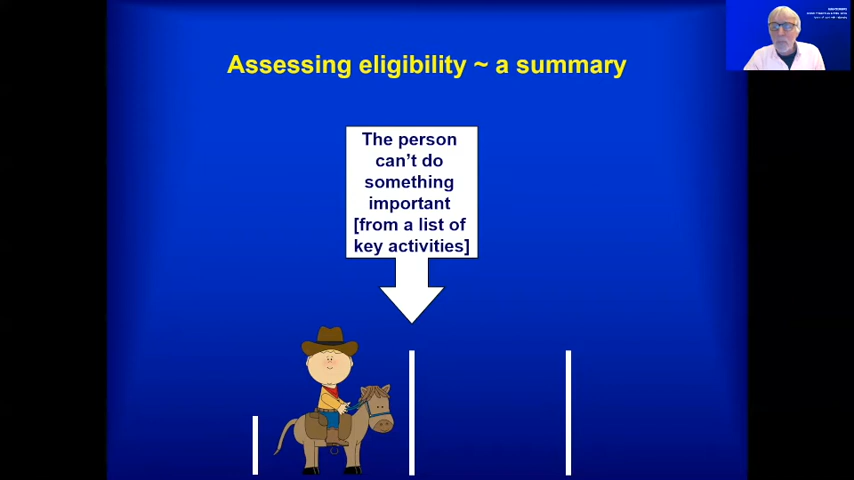 Assessing eligibility ~ a summary
The person
can't do
something
important
[from a list of
key activities]